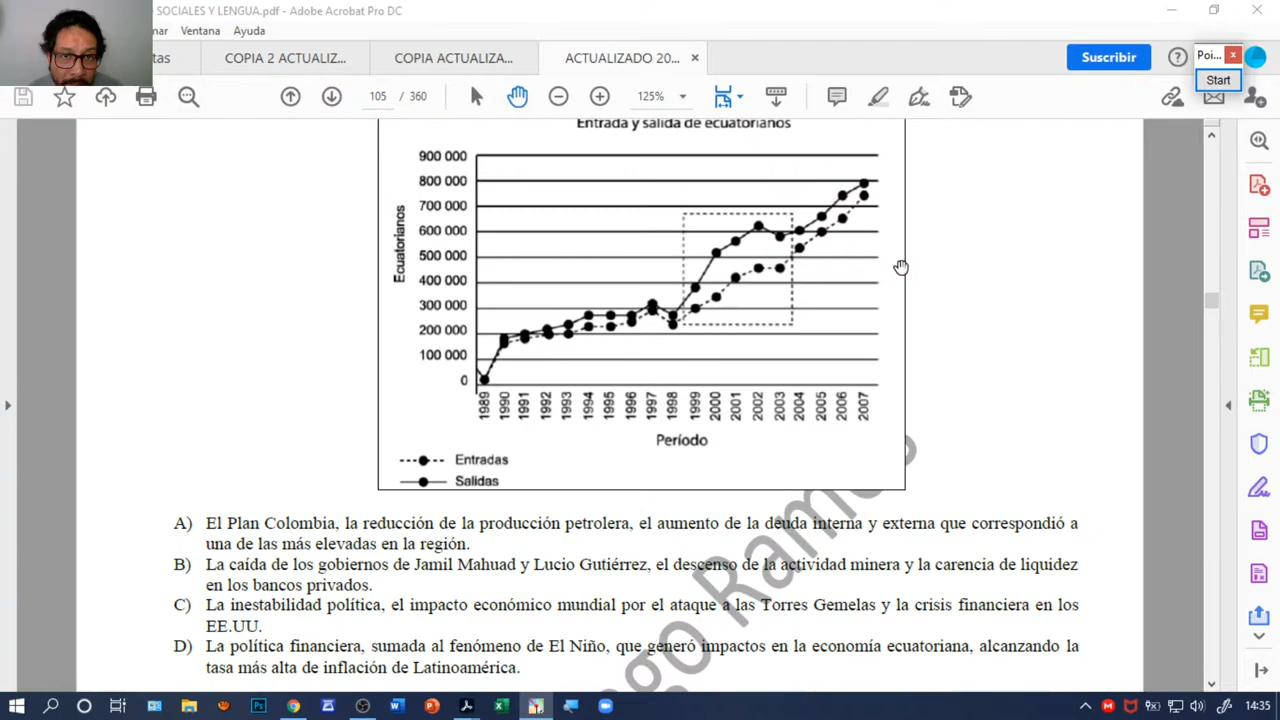 SOCIALES Y LENGUA.pdf - Adobe Acrobat Pro DC
nar Ventana Ayuda
tas COPIA 2 ACTUALIZ... COPIA ACTUALIZA... ACTUALIZADO 20... Suscribir Poi...
Start
105 / 360 125%
Entrada y salida de ecuatorianos
900 000
800 000
700 000
600 000
500 000
400 000
300 000
200 000
100 000
0
Ecuatorianos
1989 1990 1991 1992 1993 1994 1995 1996 1997 1998 1999 2000 2001 2002 2003 2004 2005 2006 2007
Período
Entradas
Salidas
A) El Plan Colombia, la reducción de la producción petrolera, el aumento de la deuda interna y externa que correspondió a
una de las más elevadas en la región.
B) La caída de los gobiernos de Jamil Mahuad y Lucio Gutiérrez, el descenso de la actividad minera y la carencia de liquidez
en los bancos privados.
C) La inestabilidad política, el impacto económico mundial por el ataque a las Torres Gemelas y la crisis financiera en los
EE.UU.
D) La política financiera, sumada al fenómeno de El Niño, que generó impactos en la economía ecuatoriana, alcanzando la
tasa más alta de inflación de Latinoamérica.
14:35